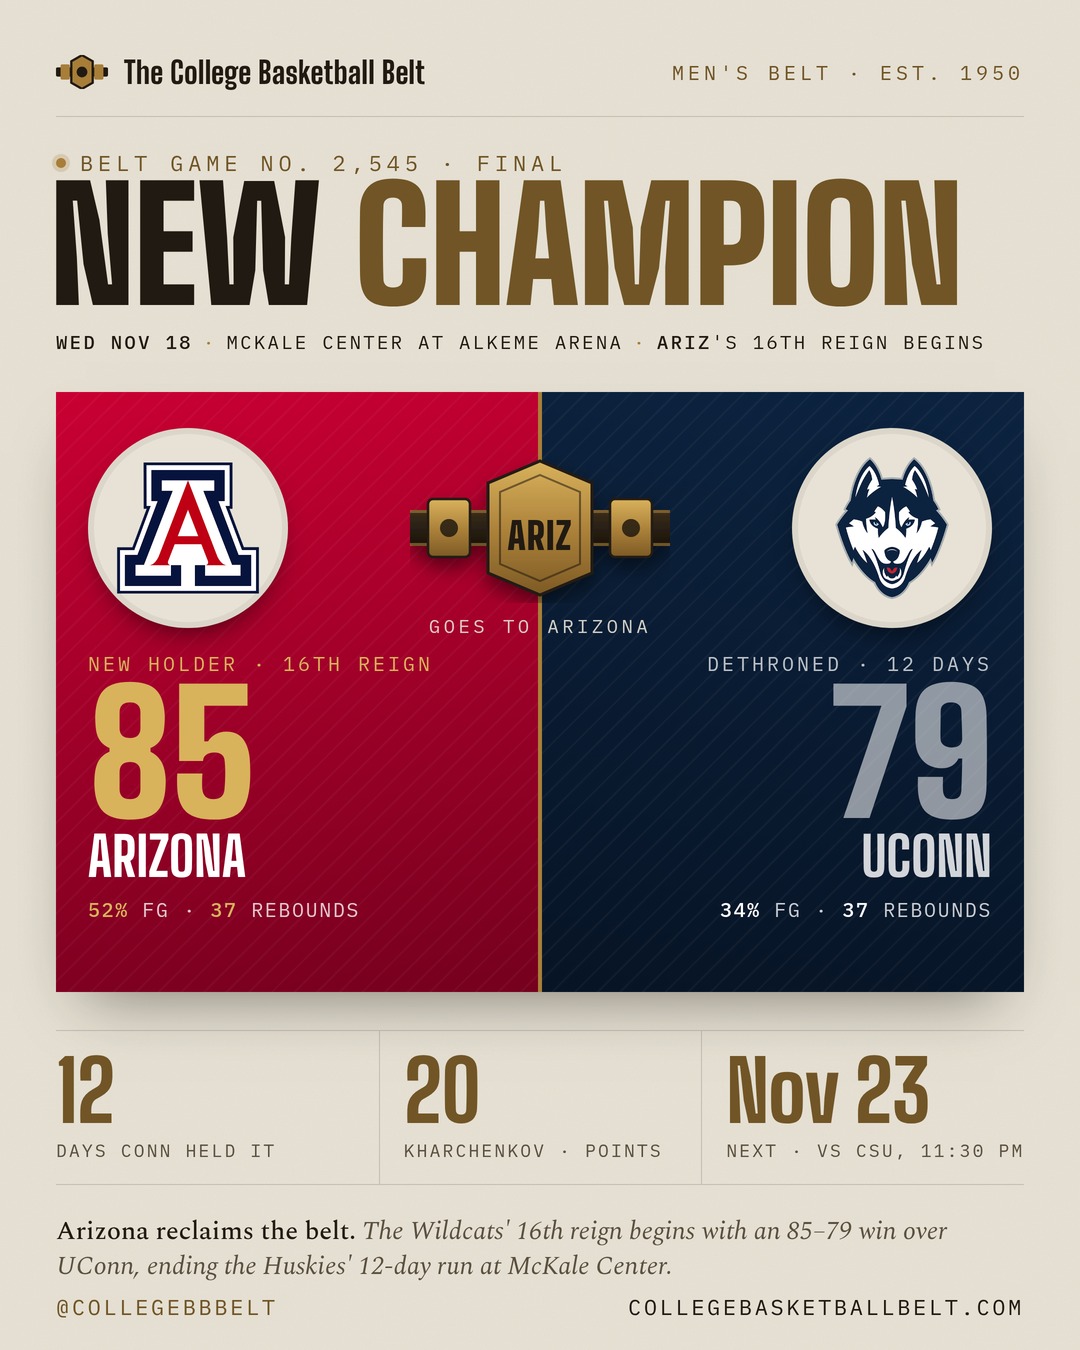 The College Basketball Belt
MEN'S BELT · EST. 1950
BELT GAME NO. 2,545 · FINAL
NEW CHAMPION
WED NOV 18 · MCKALE CENTER AT ALKEME ARENA · ARIZ'S 16TH REIGN BEGINS
A
ARIZ
GOES TO ARIZONA
NEW HOLDER · 16TH REIGN
85
ARIZONA
52% FG · 37 REBOUNDS
DETHRONED · 12 DAYS
79
UCONN
34% FG · 37 REBOUNDS
12
DAYS CONN HELD IT
20
KHARCHENKOV · POINTS
Nov 23
NEXT · VS CSU, 11:30 PM
Arizona reclaims the belt. The Wildcats' 16th reign begins with an 85–79 win over
UConn, ending the Huskies' 12-day run at McKale Center.
@COLLEGEBBBELT
COLLEGEBASKETBALLBELT.COM